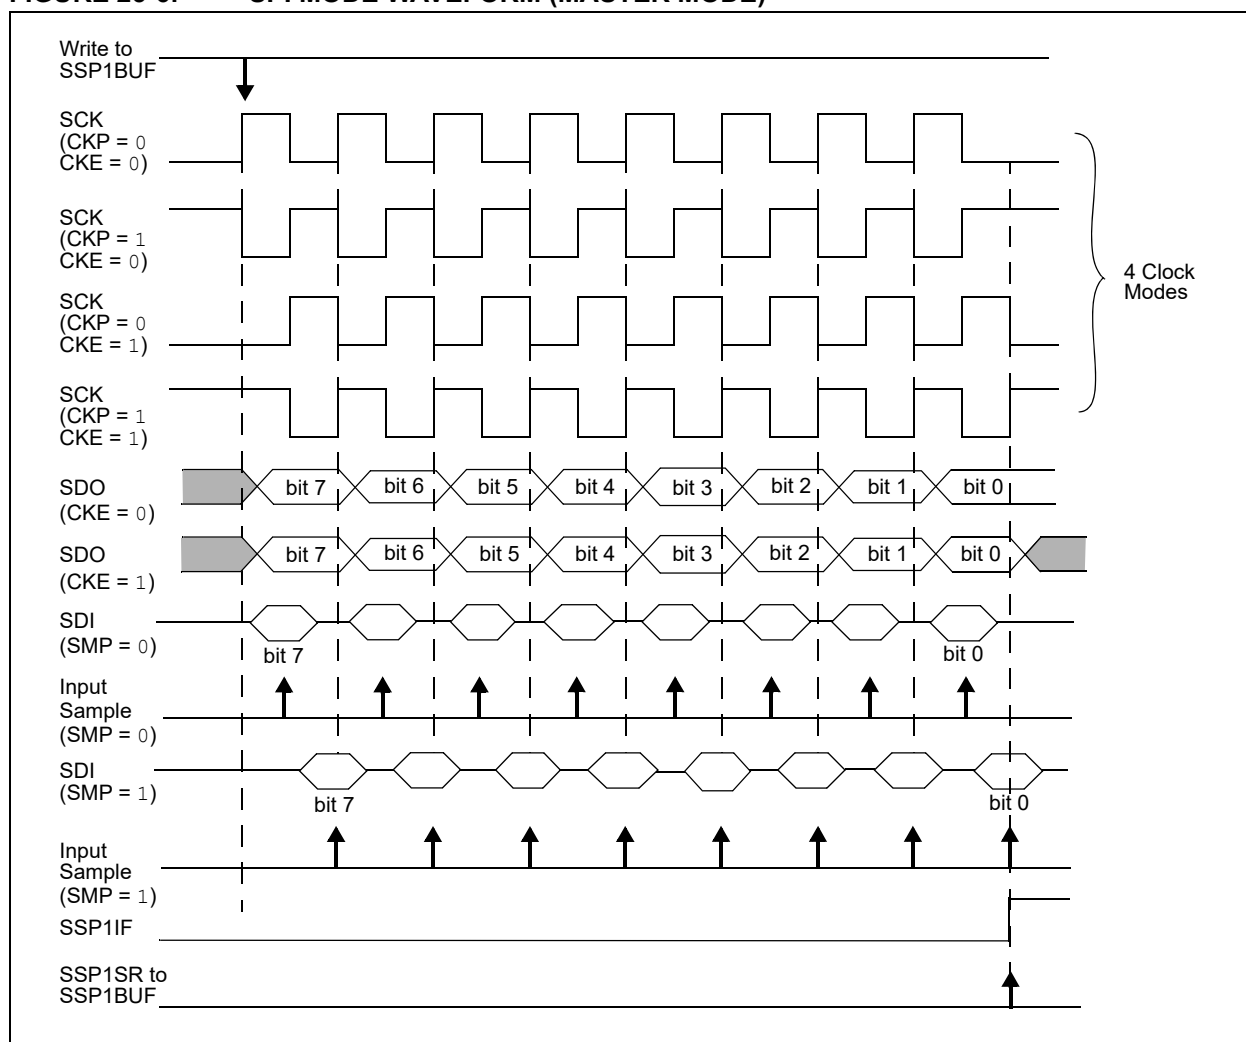 Write to
SSP1BUF
SCK
(CKP = 0
CKE = 0)
SCK
(CKP = 1
CKE = 0)
SCK
(CKP = 0
CKE = 1)
SCK
(CKP = 1
CKE = 1)
4 Clock
Modes
SDO
(CKE = 0)
bit 7 bit 6 bit 5 bit 4 bit 3 bit 2 bit 1 bit 0
SDO
(CKE = 1)
bit 7 bit 6 bit 5 bit 4 bit 3 bit 2 bit 1 bit 0
SDI
(SMP = 0)
bit 7 bit 0
Input
Sample
(SMP = 0)
SDI
(SMP = 1)
bit 7 bit 0
Input
Sample
(SMP = 1)
SSP1IF
SSP1SR to
SSP1BUF